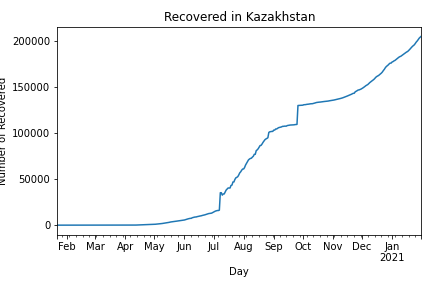 Recovered in Kazakhstan
Number of Recovered
200000
150000
100000
50000
0
Feb Mar Apr May Jun Jul Aug Sep Oct Nov Dec Jan
2021
Day